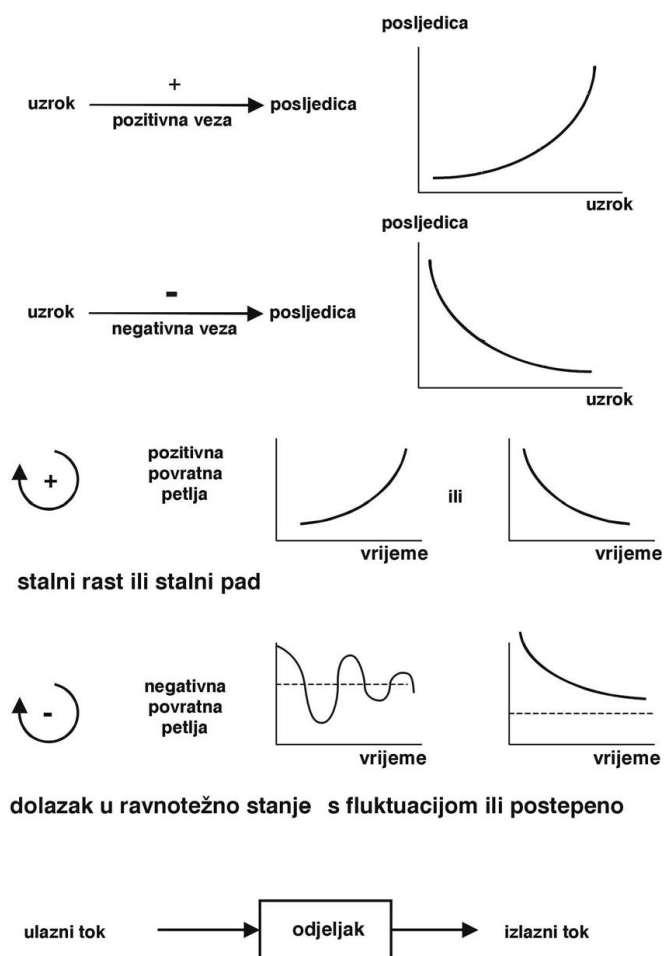 posljedica
+
uzrok
posljedica
pozitivna veza
uzrok
posljedica
-
uzrok
posljedica
negativna veza
uzrok
+
pozitivna
povratna
petlja
ili
vrijeme
vrijeme
stalni rast ili stalni pad
-
negativna
povratna
petlja
vrijeme
vrijeme
dolazak u ravnotežno stanje s fluktuacijom ili postepeno
ulazni tok
odjeljak
izlazni tok